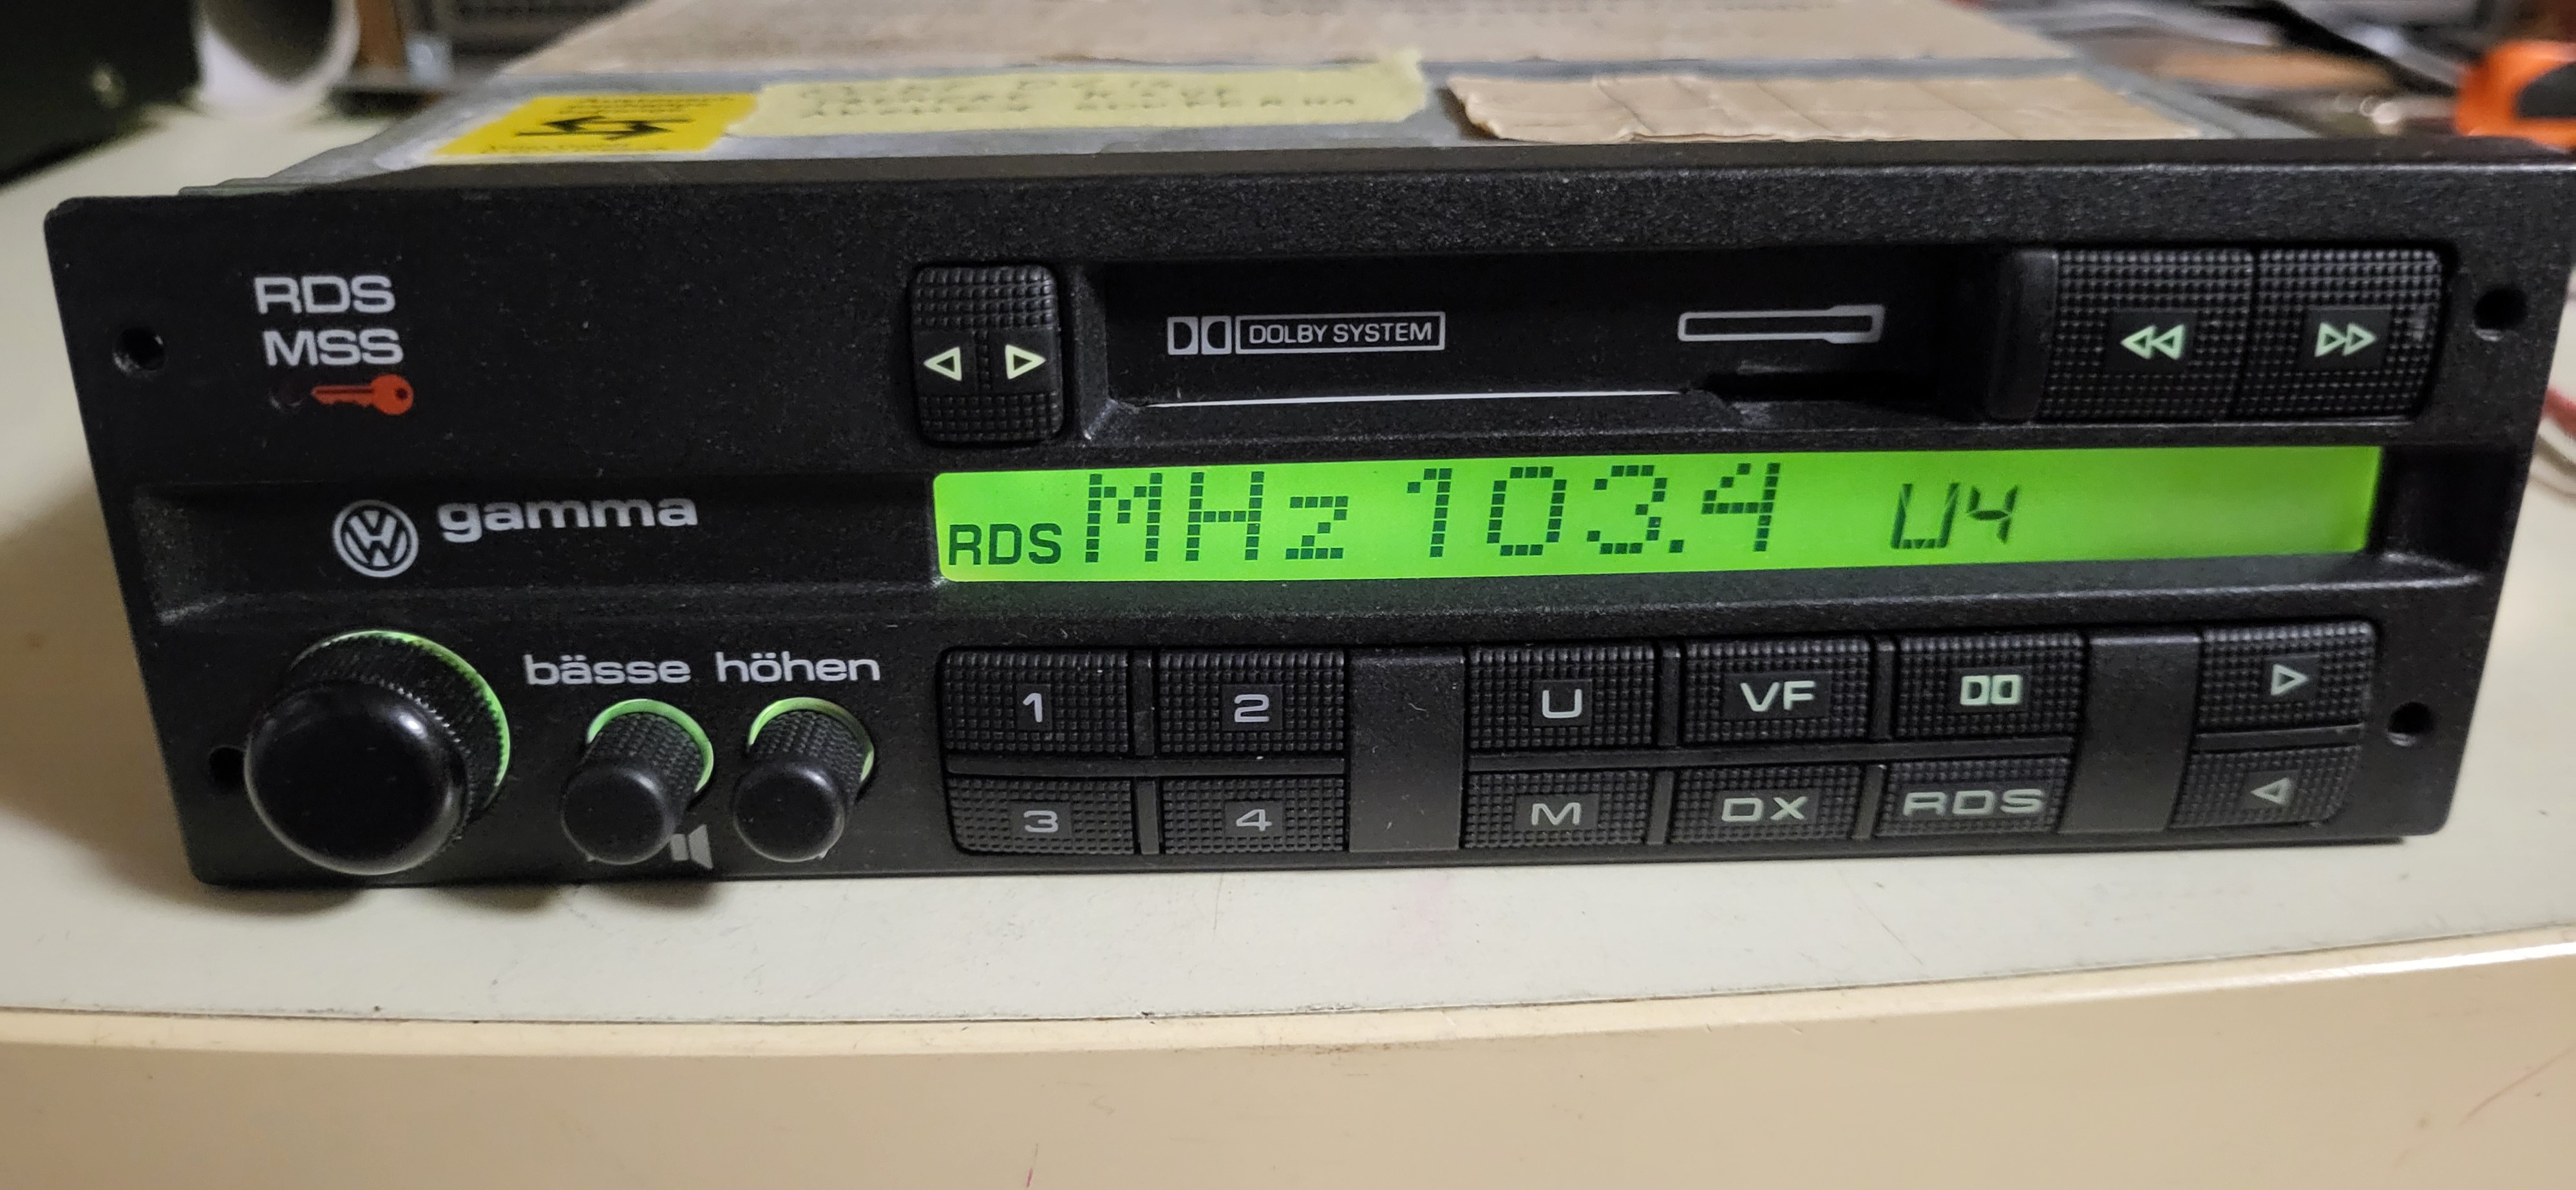 RDS
MSS
DOLBY SYSTEM
VW
gamma
RDS MHz 103.4 U4
bässe höhen
1 2 U VF
3 4 M DX RDS